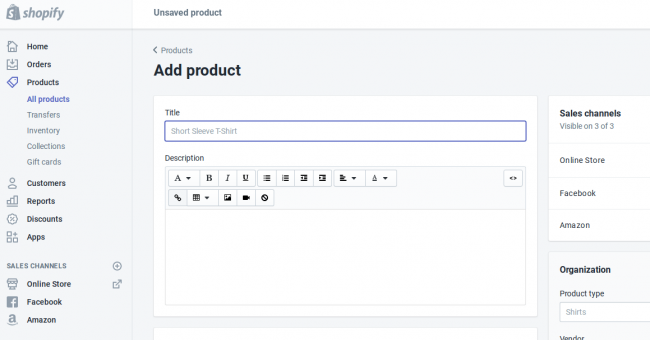 shopify
Unsaved product
Home
Orders
Products
All products
Transfers
Inventory
Collections
Gift cards
Customers
Reports
Discounts
Apps
SALES CHANNELS
Online Store
Facebook
Amazon
Products
Add product
Title
Short Sleeve T-Shirt
Description
A B I U A <>
Sales channels
Visible on 3 of 3
Online Store
Facebook
Amazon
Organization
Product type
Shirts
Vendor